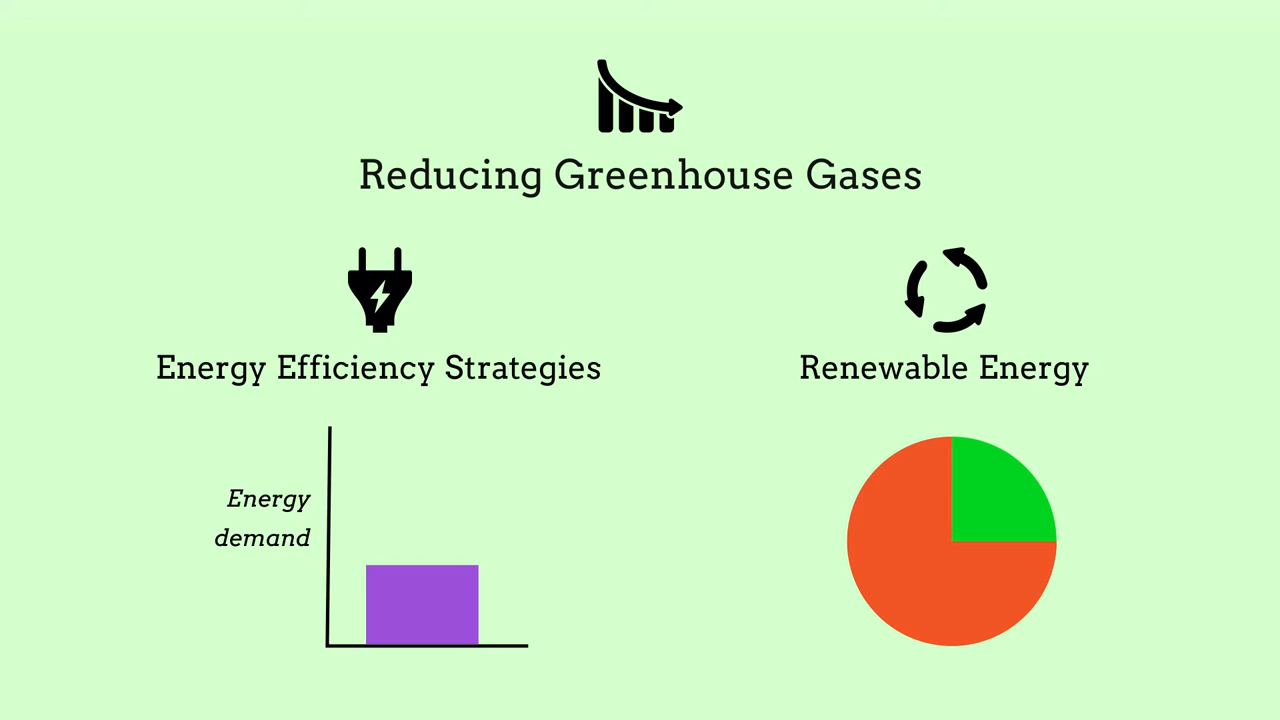 Reducing Greenhouse Gases
Energy Efficiency Strategies
Renewable Energy
Energy
demand